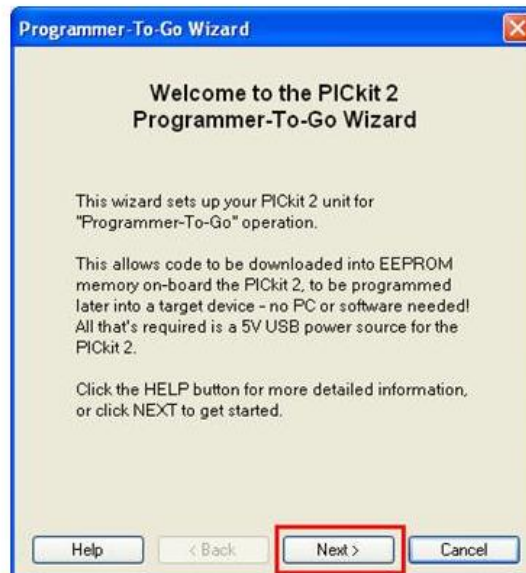 Programmer-To-Go Wizard
Welcome to the PICkit 2
Programmer-To-Go Wizard
This wizard sets up your PICkit 2 unit for
"Programmer-To-Go" operation.
This allows code to be downloaded into EEPROM
memory on-board the PICkit 2, to be programmed
later into a target device - no PC or software needed!
All that's required is a 5V USB power source for the
PICkit 2.
Click the HELP button for more detailed information,
or click NEXT to get started.
Help < Back Next > Cancel